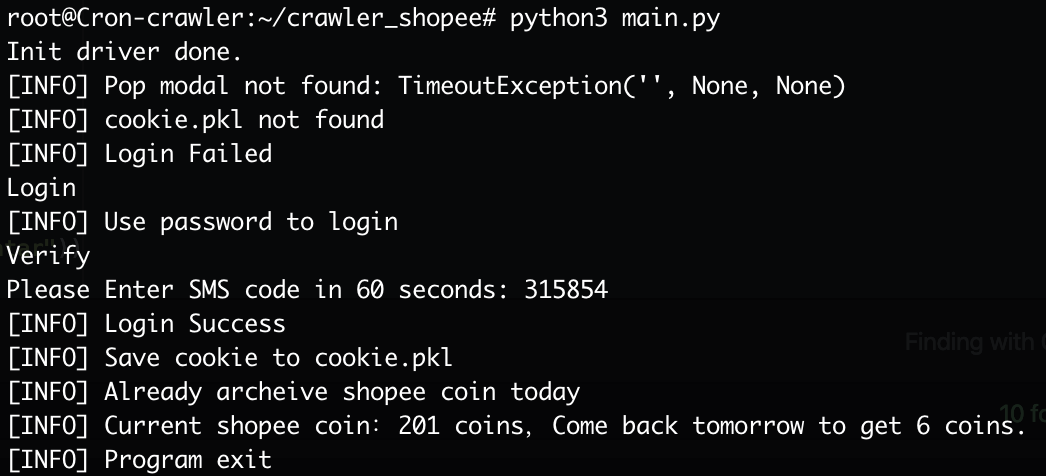 root@Cron-crawler:~/crawler_shopee# python3 main.py
Init driver done.
[INFO] Pop modal not found: TimeoutException('', None, None)
[INFO] cookie.pkl not found
[INFO] Login Failed
Login
[INFO] Use password to login
Verify
Please Enter SMS code in 60 seconds: 315854
[INFO] Login Success
Finding with
[INFO] Save cookie to cookie.pkl
[INFO] Already archeive shopee coin today
[INFO] Current shopee coin: 201 coins, Come back tomorrow to get 6 coins.
[INFO] Program exit